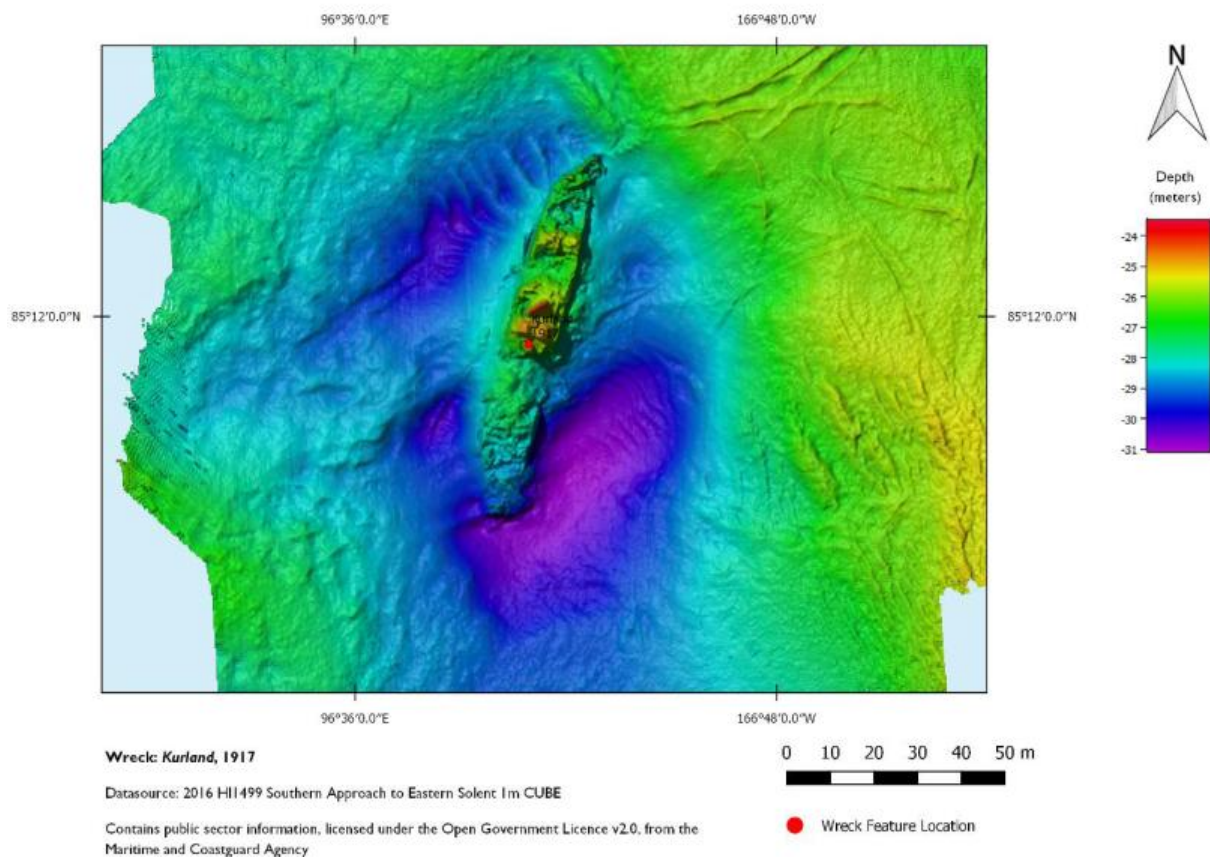 96°36'0.0"E 166°48'0.0"W
N
Depth
(meters)
-24
-25
-26
-27
-28
-29
-30
-31
85°12'0.0"N 85°12'0.0"N
96°36'0.0"E 166°48'0.0"W
Wreck: Kurland, 1917
Datasource: 2016 HI1499 Southern Approach to Eastern Solent 1m CUBE
Contains public sector information, licensed under the Open Government Licence v2.0, from the
Maritime and Coastguard Agency
0 10 20 30 40 50 m
Wreck Feature Location